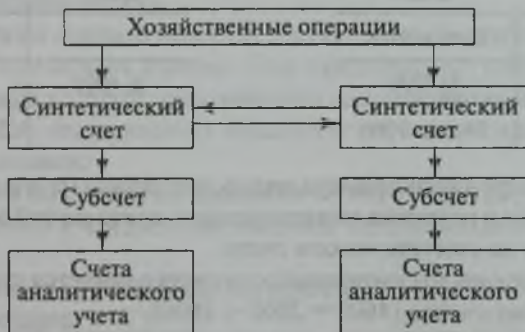 Хозяйственные операции
Синтетический
счет
Синтетический
счет
Субсчет
Субсчет
Счета
аналитического
учета
Счета
аналитического
учета